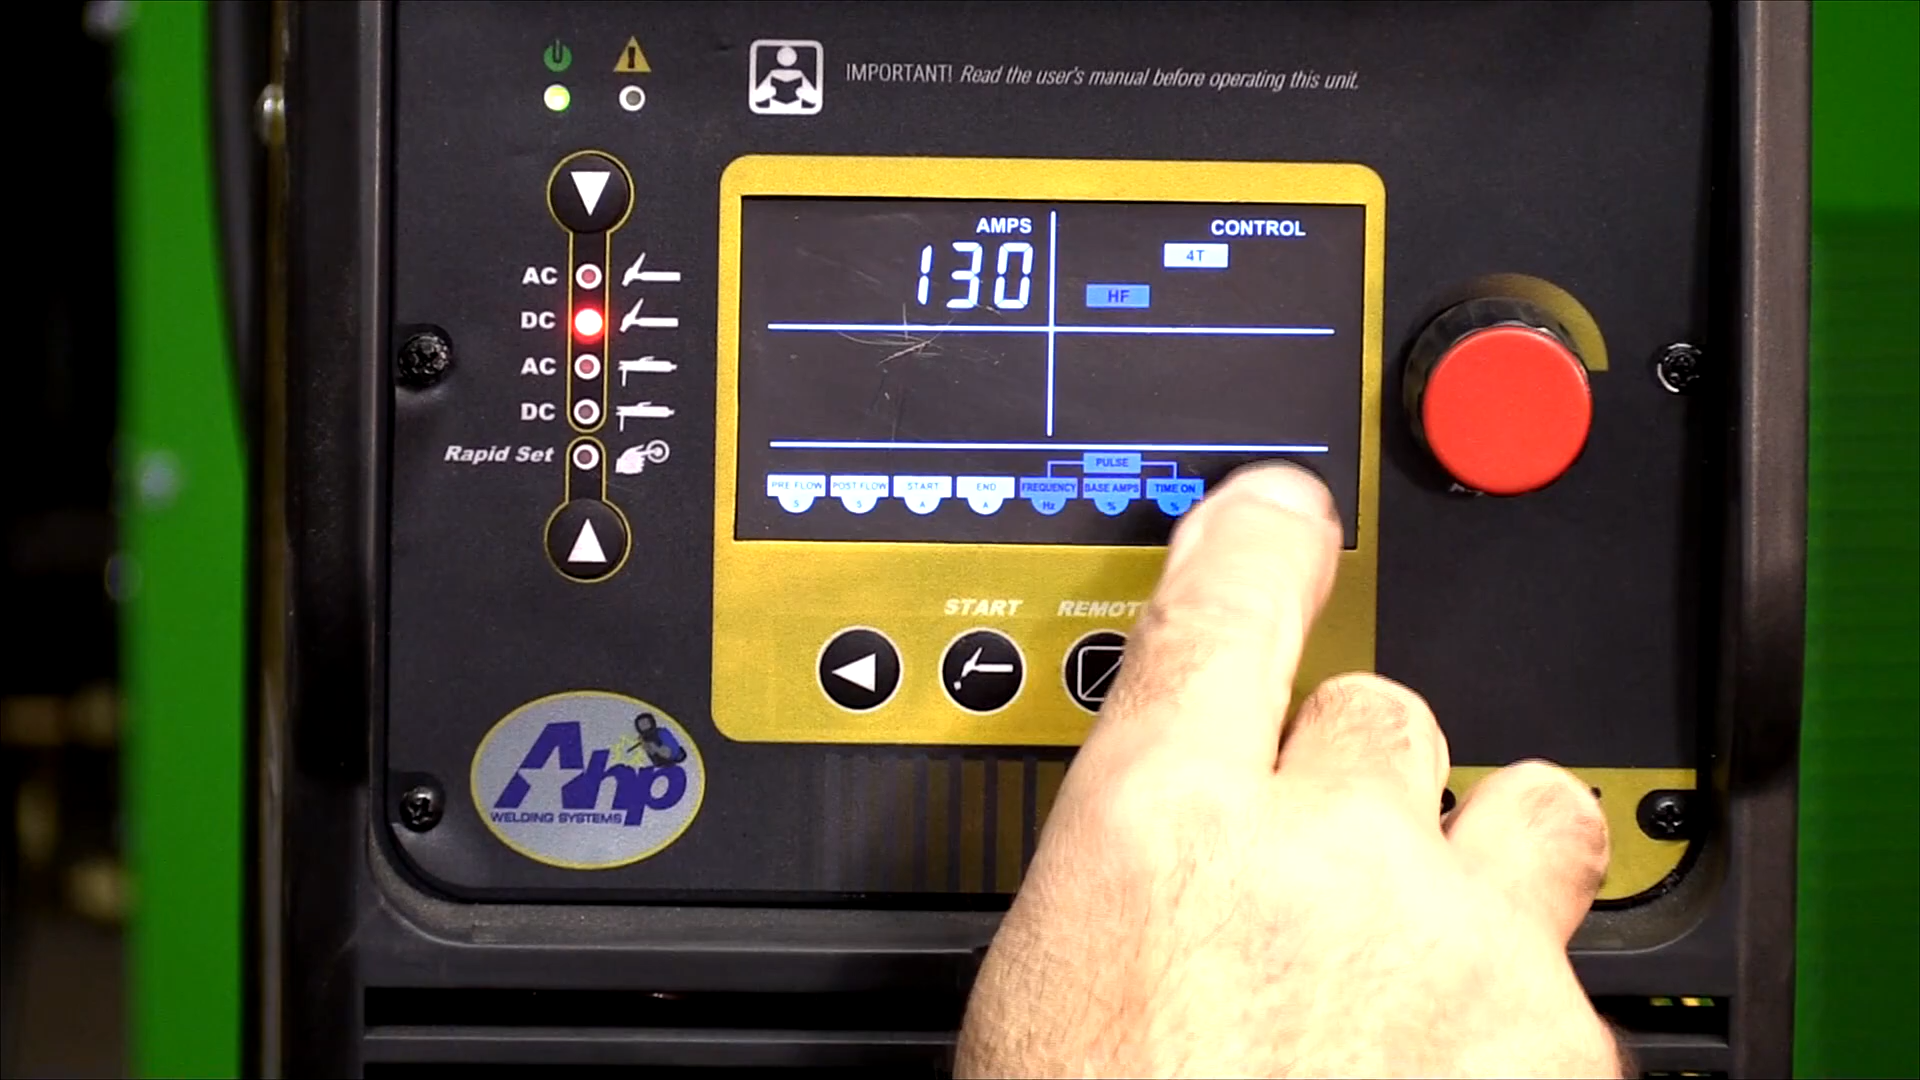 IMPORTANT! Read the user's manual before operating this unit.
AC
DC
AC
DC
Rapid Set
AMPS
130
CONTROL
4T
HF
PULSE
PRE FLOW
S
POST FLOW
S
START
A
END
A
FREQUENCY
Hz
BASE AMPS
%
TIME ON
%
START
REMOT
Ahp
WELDING SYSTEMS